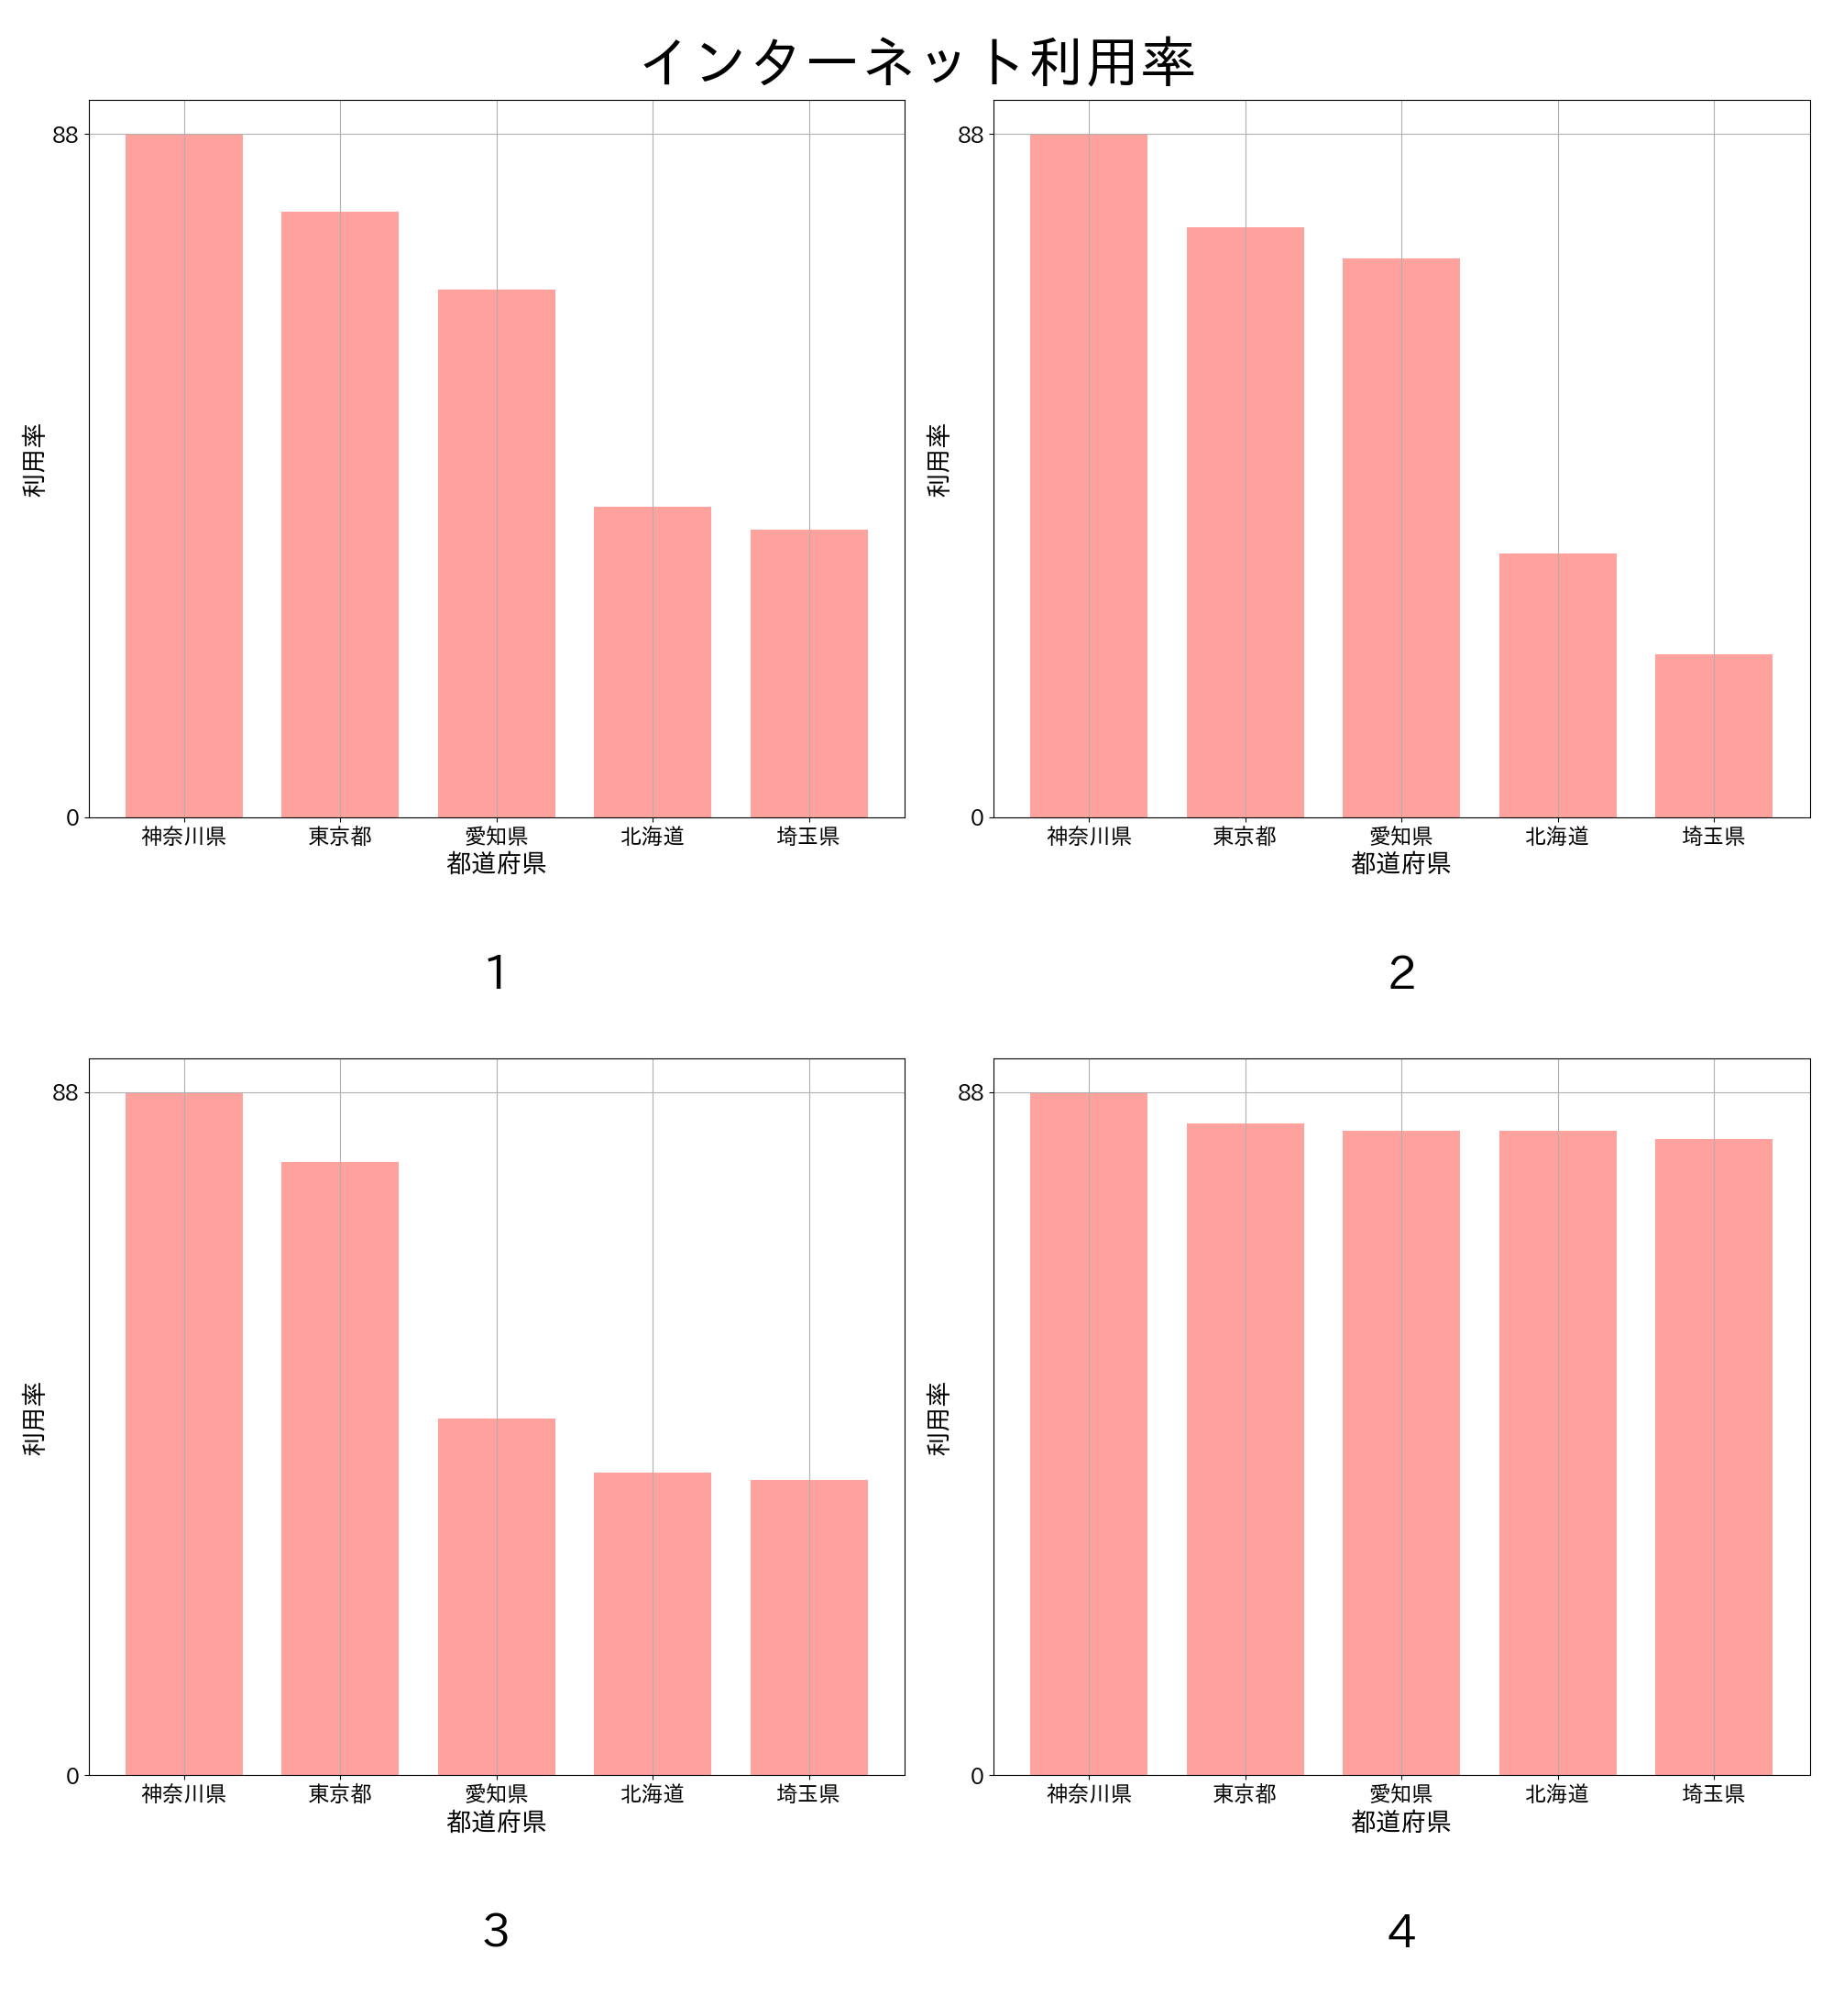 インターネット利用率
88
0
利用率
神奈川県 東京都 愛知県 北海道 埼玉県
都道府県
1
88
0
利用率
神奈川県 東京都 愛知県 北海道 埼玉県
都道府県
2
88
0
利用率
神奈川県 東京都 愛知県 北海道 埼玉県
都道府県
3
88
0
利用率
神奈川県 東京都 愛知県 北海道 埼玉県
都道府県
4